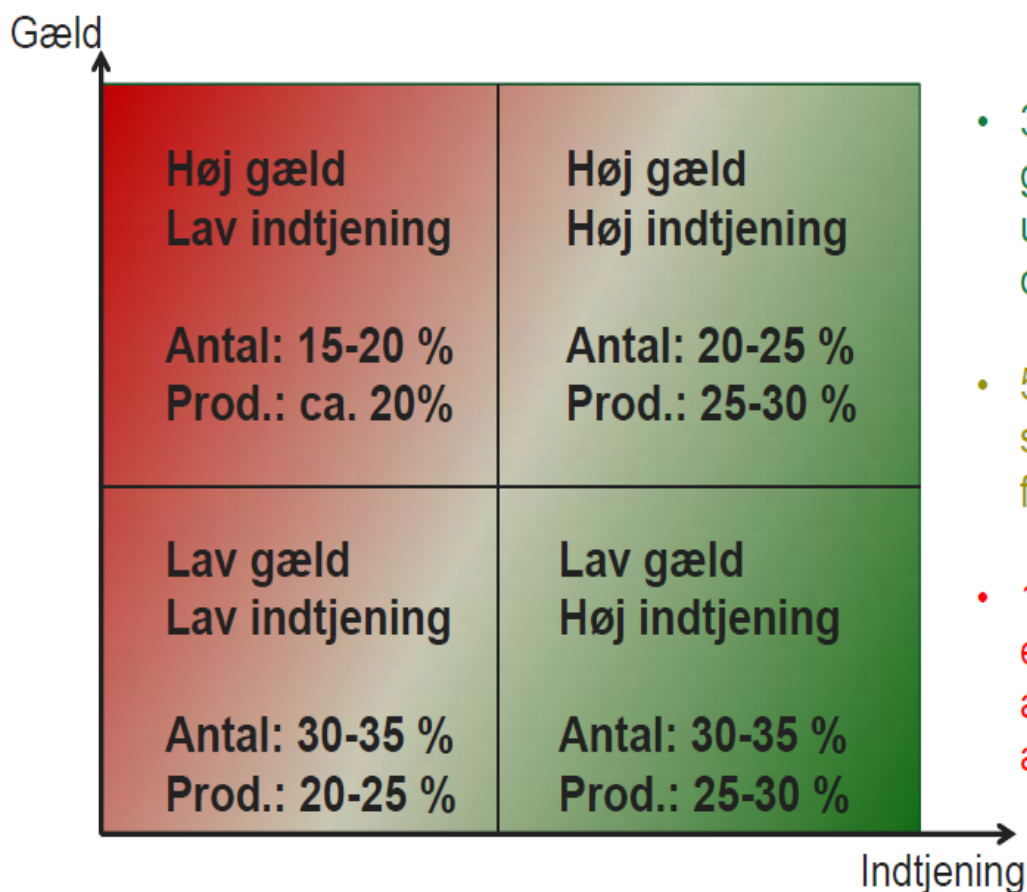 Gæld
Høj gæld
Lav indtjening
Antal: 15-20 %
Prod.: ca. 20%
Høj gæld
Høj indtjening
Antal: 20-25 %
Prod.: 25-30 %
Lav gæld
Lav indtjening
Antal: 30-35 %
Prod.: 20-25 %
Lav gæld
Høj indtjening
Antal: 30-35 %
Prod.: 25-30 %
Indtjening